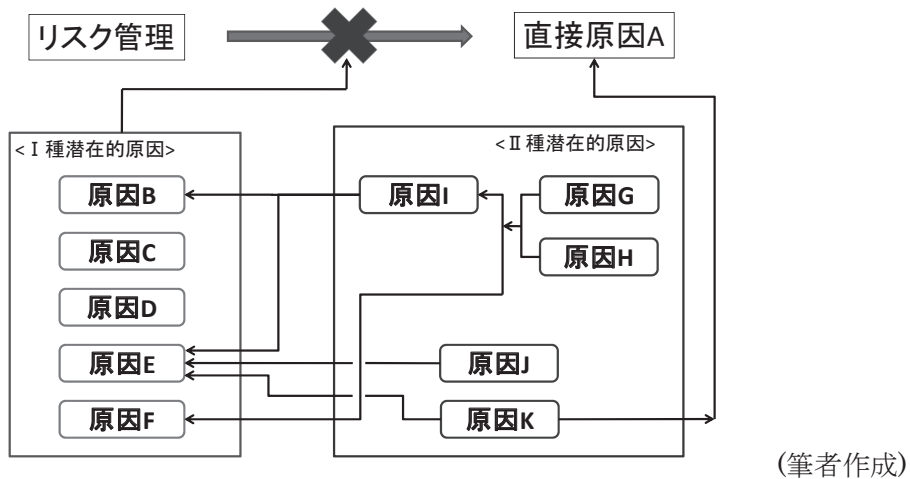 リスク管理
直接原因A
<Ⅰ種潜在的原因>
<Ⅱ種潜在的原因>
原因B
原因I
原因G
原因C
原因H
原因D
原因E
原因J
原因F
原因K
(筆者作成)